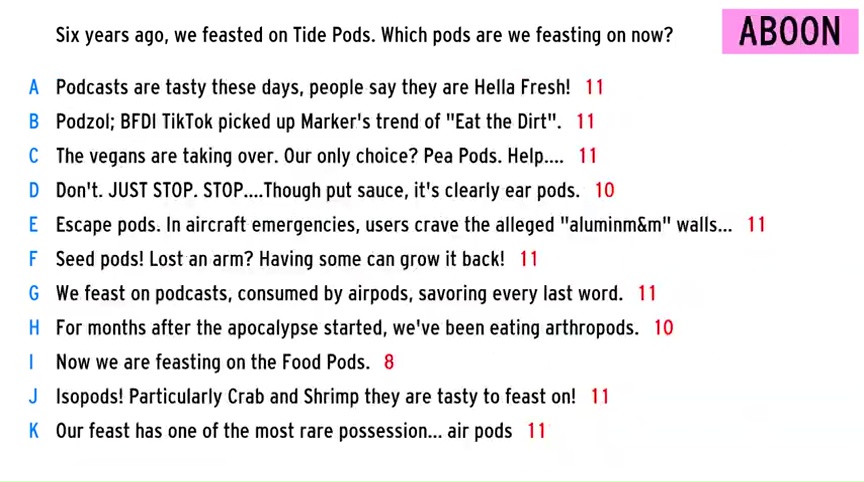 Six years ago, we feasted on Tide Pods. Which pods are we feasting on now?
ABOON
A Podcasts are tasty these days, people say they are Hella Fresh! 11
B Podzol; BFDI TikTok picked up Marker's trend of "Eat the Dirt". 11
C The vegans are taking over. Our only choice? Pea Pods. Help.... 11
D Don't. JUST STOP. STOP....Though put sauce, it's clearly ear pods. 10
E Escape pods. In aircraft emergencies, users crave the alleged "aluminm&m" walls... 11
F Seed pods! Lost an arm? Having some can grow it back! 11
G We feast on podcasts, consumed by airpods, savoring every last word. 11
H For months after the apocalypse started, we've been eating arthropods. 10
I Now we are feasting on the Food Pods. 8
J Isopods! Particularly Crab and Shrimp they are tasty to feast on! 11
K Our feast has one of the most rare possession... air pods 11